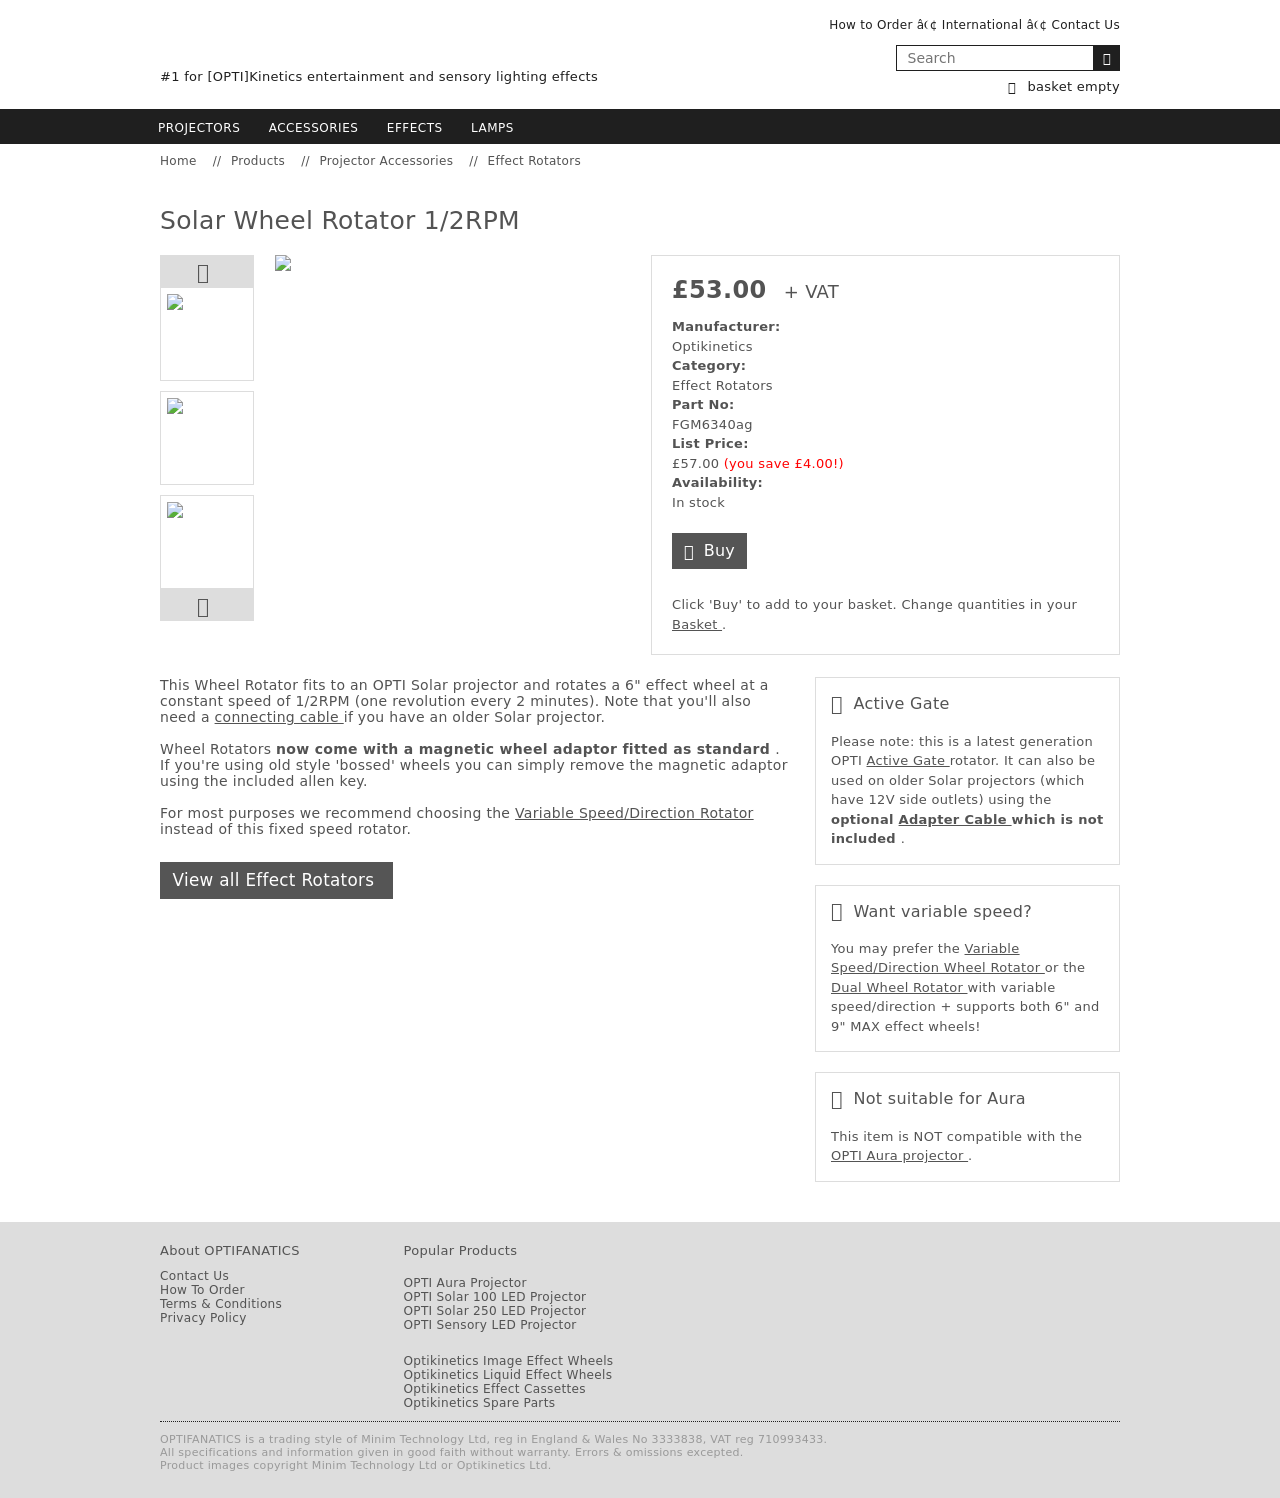 How to Order â€¢ International â€¢ Contact Us
Search
#1 for [OPTI]Kinetics entertainment and sensory lighting effects
basket empty
PROJECTORS ACCESSORIES EFFECTS LAMPS
Home // Products // Projector Accessories // Effect Rotators
Solar Wheel Rotator 1/2RPM
£53.00 + VAT
Manufacturer:
Optikinetics
Category:
Effect Rotators
Part No:
FGM6340ag
List Price:
£57.00 (you save £4.00!)
Availability:
In stock
Buy
Click 'Buy' to add to your basket. Change quantities in your
Basket .
This Wheel Rotator fits to an OPTI Solar projector and rotates a 6" effect wheel at a
constant speed of 1/2RPM (one revolution every 2 minutes). Note that you'll also
need a connecting cable if you have an older Solar projector.
Wheel Rotators now come with a magnetic wheel adaptor fitted as standard .
If you're using old style 'bossed' wheels you can simply remove the magnetic adaptor
using the included allen key.
For most purposes we recommend choosing the Variable Speed/Direction Rotator
instead of this fixed speed rotator.
View all Effect Rotators
Active Gate
Please note: this is a latest generation
OPTI Active Gate rotator. It can also be
used on older Solar projectors (which
have 12V side outlets) using the
optional Adapter Cable which is not
included .
Want variable speed?
You may prefer the Variable
Speed/Direction Wheel Rotator or the
Dual Wheel Rotator with variable
speed/direction + supports both 6" and
9" MAX effect wheels!
Not suitable for Aura
This item is NOT compatible with the
OPTI Aura projector .
About OPTIFANATICS
Contact Us
How To Order
Terms & Conditions
Privacy Policy
Popular Products
OPTI Aura Projector
OPTI Solar 100 LED Projector
OPTI Solar 250 LED Projector
OPTI Sensory LED Projector
Optikinetics Image Effect Wheels
Optikinetics Liquid Effect Wheels
Optikinetics Effect Cassettes
Optikinetics Spare Parts
OPTIFANATICS is a trading style of Minim Technology Ltd, reg in England & Wales No 3333838, VAT reg 710993433.
All specifications and information given in good faith without warranty. Errors & omissions excepted.
Product images copyright Minim Technology Ltd or Optikinetics Ltd.